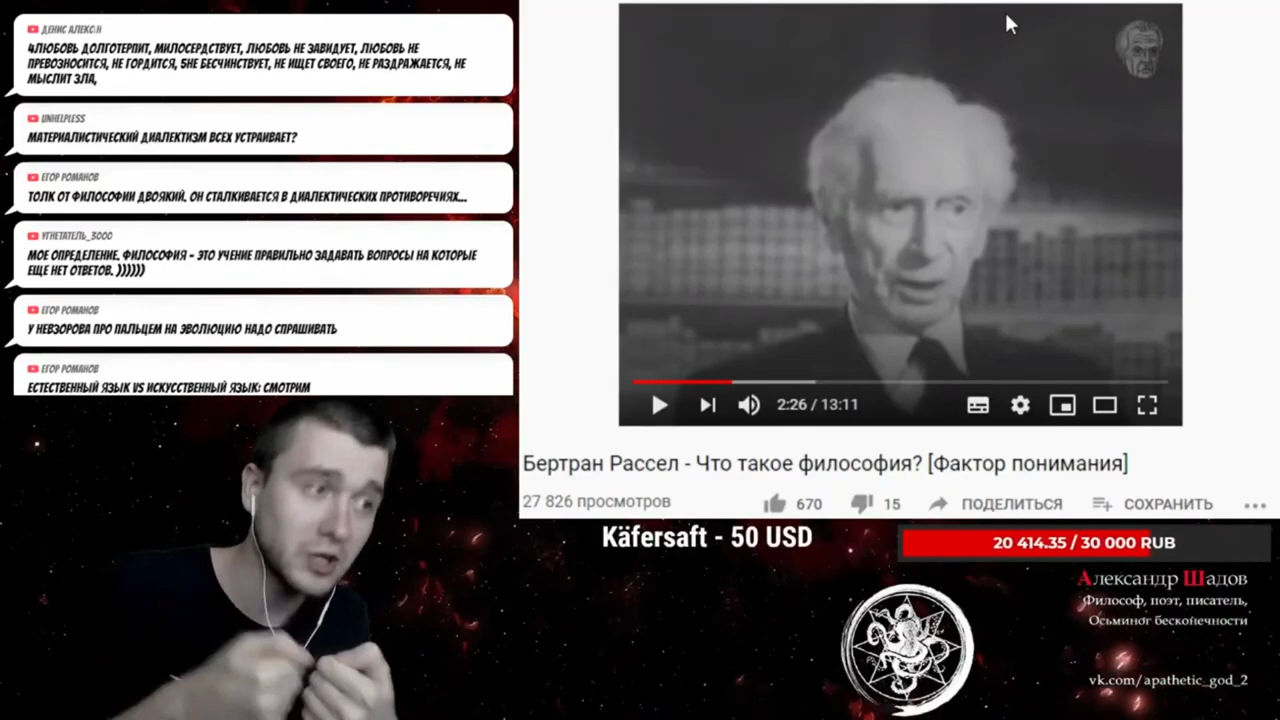 ДЕНИС АЛЕКСН
4ЛЮБОВЬ ДОЛГОТЕРПИТ, МИЛОСЕРДСТВУЕТ, ЛЮБОВЬ НЕ ЗАВИДУЕТ, ЛЮБОВЬ НЕ
ПРЕВОЗНОСИТСЯ, НЕ ГОРДИТСЯ, 5НЕ БЕСЧИНСТВУЕТ, НЕ ИЩЕТ СВОЕГО, НЕ РАЗДРАЖАЕТСЯ, НЕ
МЫСЛИТ ЗЛА,
UNHELPLESS
МАТЕРИАЛИСТИЧЕСКИЙ ДИАЛЕКТИЗМ ВСЕХ УСТРАИВАЕТ?
ЕГОР РОМАНОВ
ТОЛК ОТ ФИЛОСОФИИ ДВОЯКИЙ. ОН СТАЛКИВАЕТСЯ В ДИАЛЕКТИЧЕСКИХ ПРОТИВОРЕЧИЯХ...
УГНЕТАТЕЛЬ_3000
МОЕ ОПРЕДЕЛЕНИЕ. ФИЛОСОФИЯ - ЭТО УЧЕНИЕ ПРАВИЛЬНО ЗАДАВАТЬ ВОПРОСЫ НА КОТОРЫЕ
ЕЩЕ НЕТ ОТВЕТОВ. ))))))
ЕГОР РОМАНОВ
У НЕВЗОРОВА ПРО ПАЛЬЦЕМ НА ЭВОЛЮЦИЮ НАДО СПРАШИВАТЬ
ЕГОР РОМАНОВ
ЕСТЕСТВЕННЫЙ ЯЗЫК VS ИСКУССТВЕННЫЙ ЯЗЫК: СМОТРИМ
2:26 / 13:11
Бертран Рассел - Что такое философия? [Фактор понимания]
27 826 просмотров
670
15
ПОДЕЛИТЬСЯ
СОХРАНИТЬ
Käfersaft - 50 USD
20 414.35 / 30 000 RUB
Александр Шадов
Философ, поэт, писатель,
Осьминог бесконечности
vk.com/apathetic_god_2